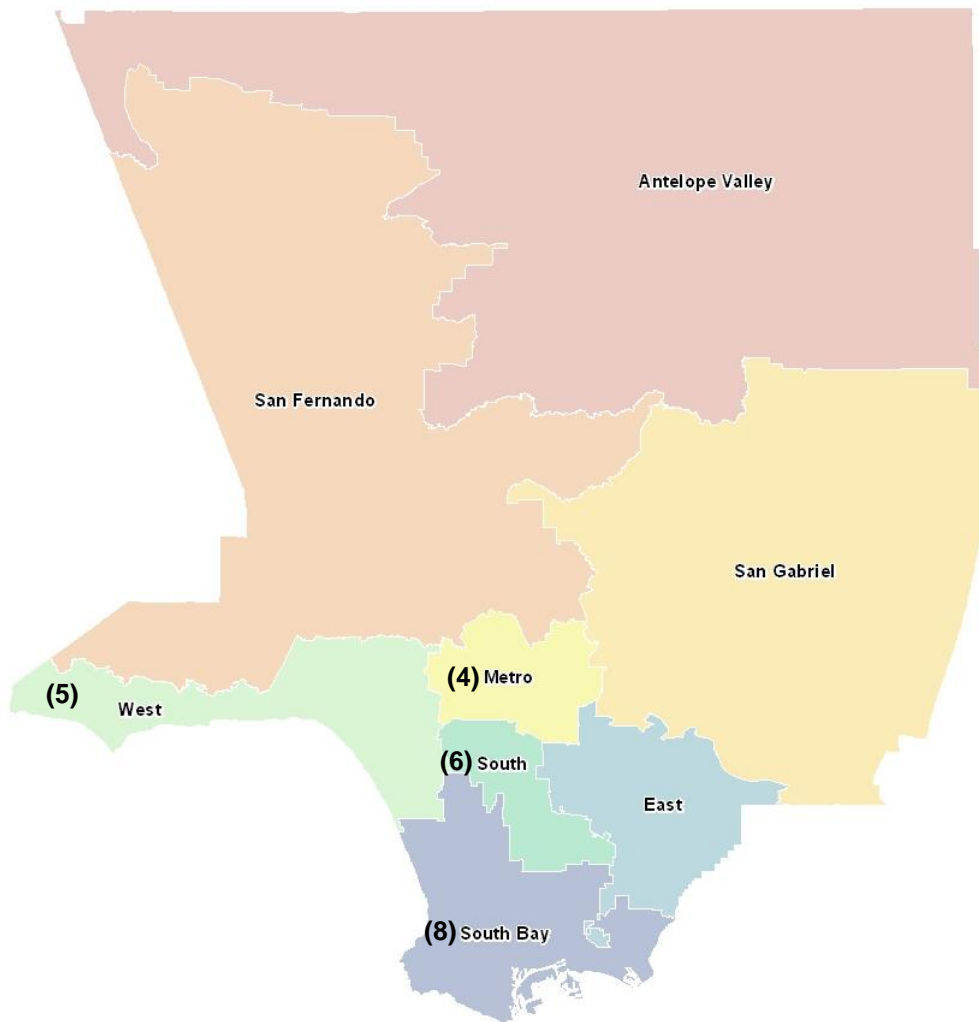 Antelope Valley
San Fernando
San Gabriel
(4) Metro
(5) West
(6) South
East
(8) South Bay